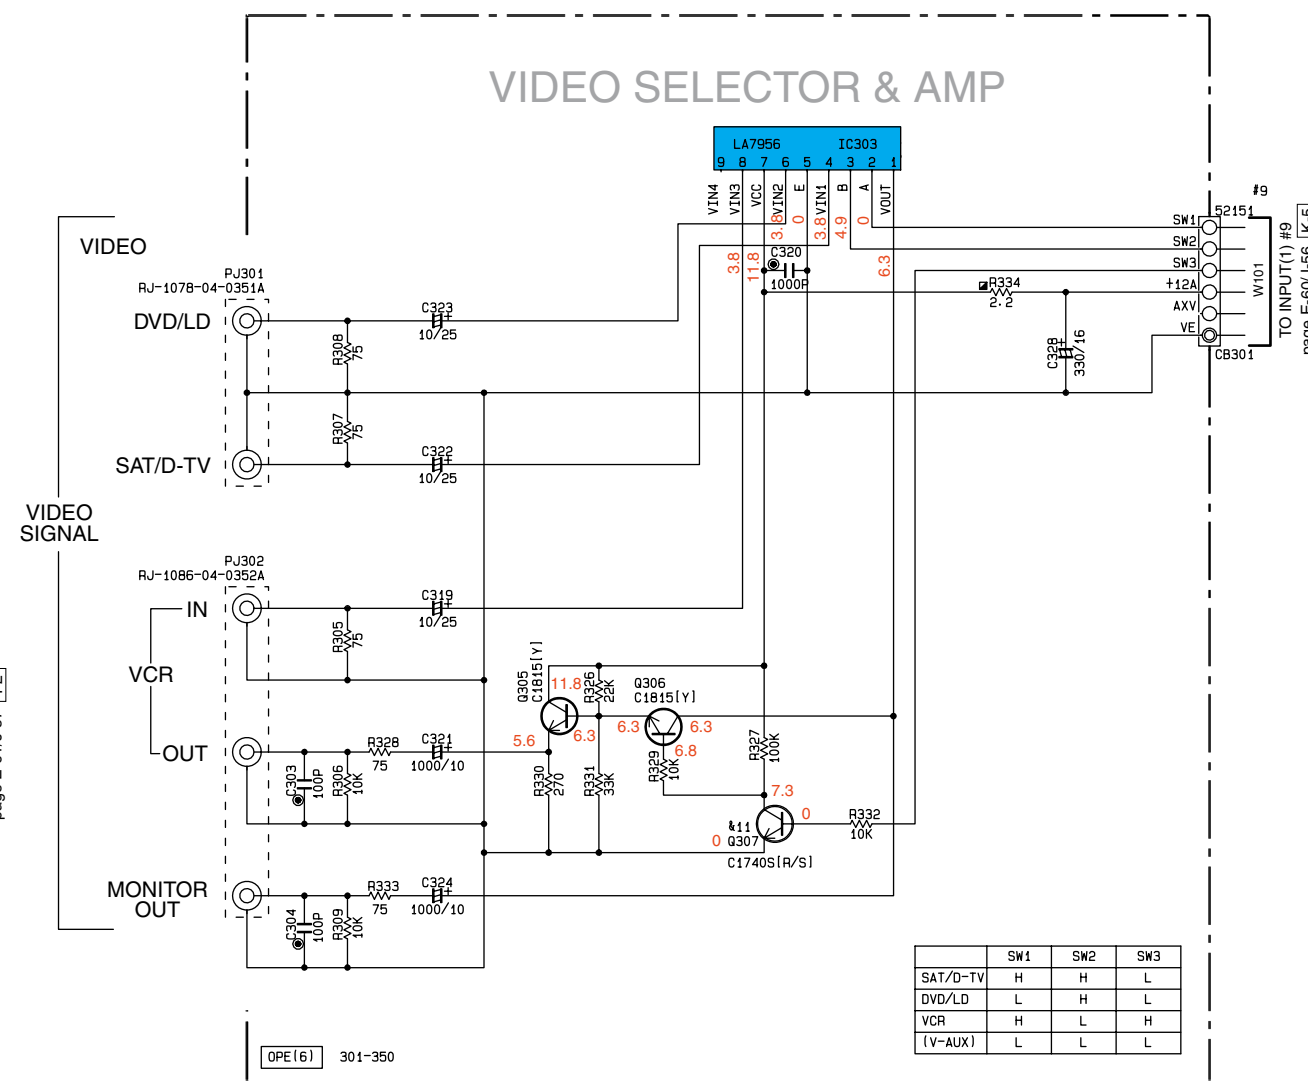 VIDEO SELECTOR & AMP
LA7956 IC303
9 8 7 6 5 4 3 2 1
VIN4 VIN3 VCC VIN2 E VIN1 B A VOUT
3.8 11.8 3.8 0 3.8 4.9 0 6.3
C320
1000P
#9
52151
SW1
SW2
SW3
+12A
AXV
VE
W101
CB301
TO INPUT(1) #9
R334
2.2
C328
330/16
VIDEO
PJ301
RJ-1078-04-0351A
DVD/LD
C323
10/25
R308
75
R307
75
SAT/D-TV
C322
10/25
VIDEO
SIGNAL
PJ302
RJ-1086-04-0352A
IN
C319
10/25
R305
75
VCR
Q305
C1815[Y]
11.8
R326
22K
Q306
C1815[Y]
5.6
6.3
6.3
6.3
6.8
R327
100K
OUT
C303
100P
R306
10K
R328
75
C321
1000/10
R330
270
R331
33K
R329
10K
7.3
0
&11
0 Q307
C1740S[R/S]
R332
10K
MONITOR
OUT
C304
100P
R309
10K
R333
75
C324
1000/10
SW1 SW2 SW3
SAT/D-TV H H L
DVD/LD L H L
VCR H L H
(V-AUX) L L L
OPE(6) 301-350